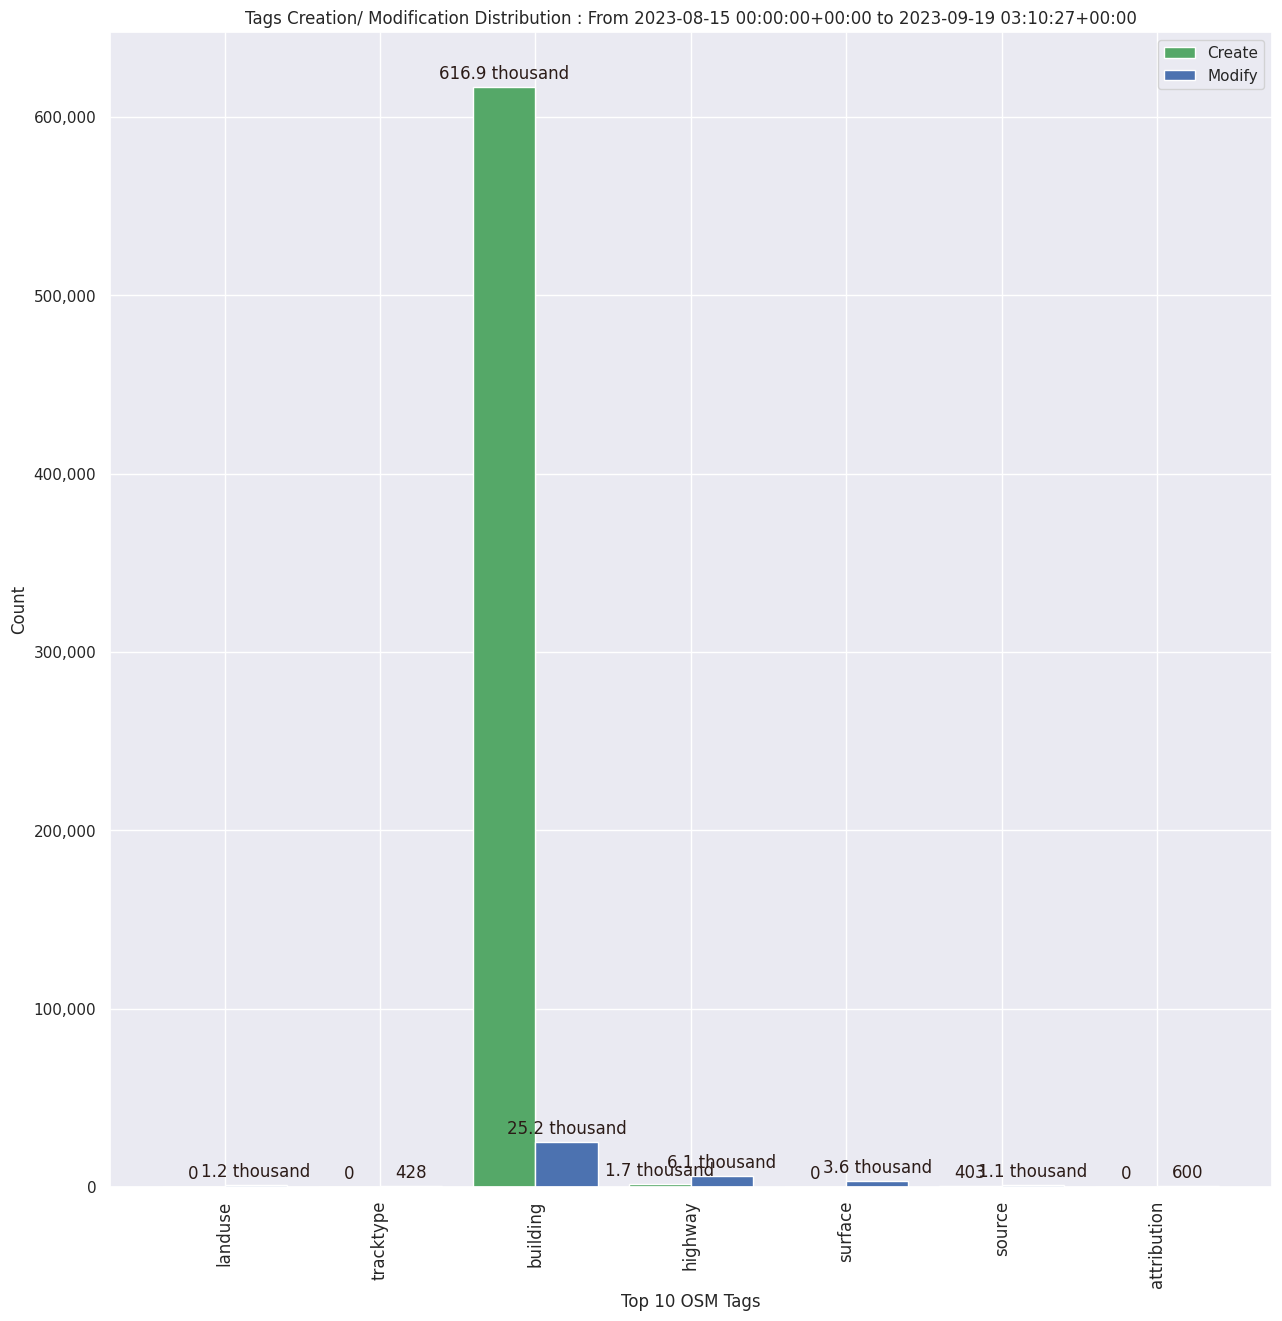 Tags Creation/ Modification Distribution : From 2023-08-15 00:00:00+00:00 to 2023-09-19 03:10:27+00:00
Create
Modify
616.9 thousand
600,000
500,000
400,000
300,000
200,000
100,000
0
Count
25.2 thousand
0
1.2 thousand
0
428
1.7 thousand
6.1 thousand
0
3.6 thousand
403
1.1 thousand
0
600
landuse
tracktype
building
highway
surface
source
attribution
Top 10 OSM Tags